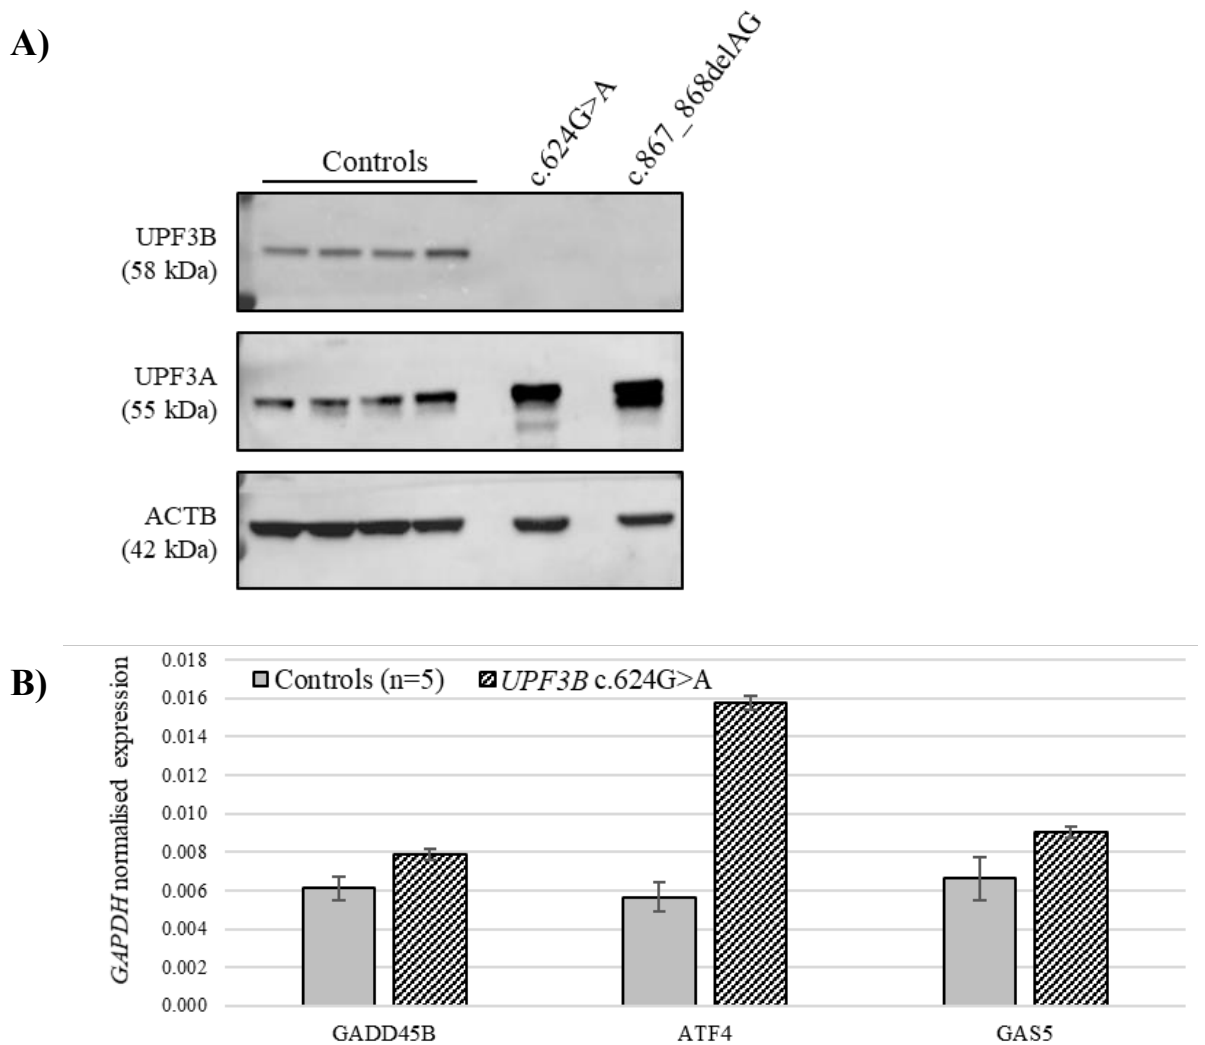 A)
Controls
c.624G>A
c.867_868delAG
UPF3B
(58 kDa)
UPF3A
(55 kDa)
ACTB
(42 kDa)
B)
GAPDH normalised expression
0.018
0.016
0.014
0.012
0.010
0.008
0.006
0.004
0.002
0.000
Controls (n=5)
UPF3B c.624G>A
GADD45B
ATF4
GAS5